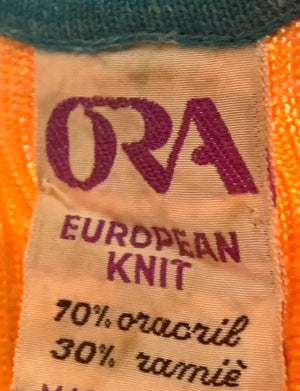 ORA
EUROPEAN
KNIT
70% oracril
30% ramiè